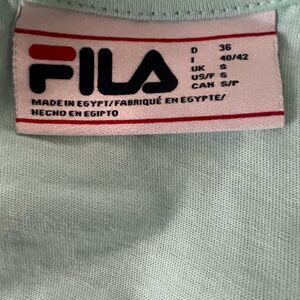 FILA
D 36
I 40/42
UK S
US/F S
CAN S/P
MADE IN EGYPT/FABRIQUÉ EN EGYPTE/
HECHO EN EGIPTO